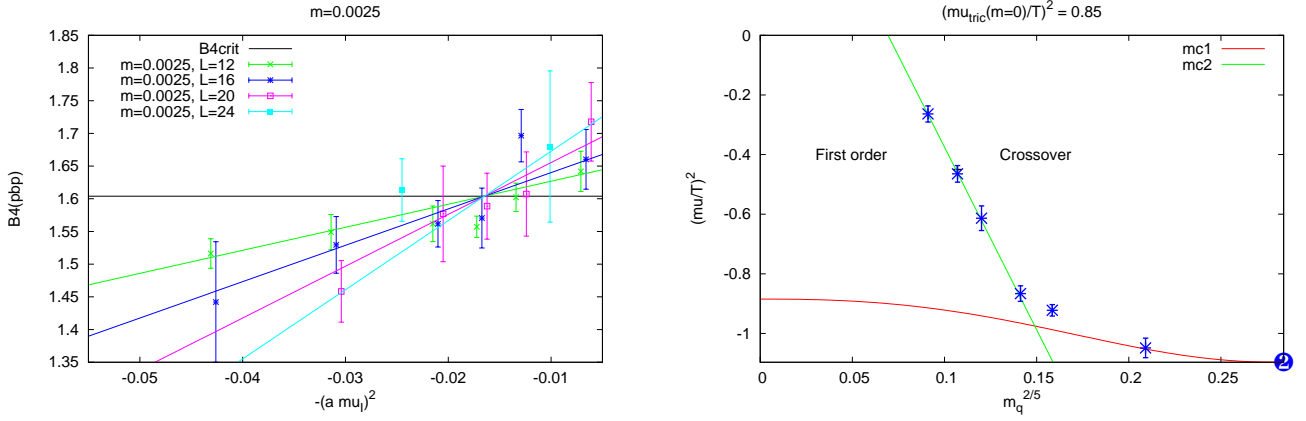 m=0.0025
B4(pbp)
1.85
1.8
1.75
1.7
1.65
1.6
1.55
1.5
1.45
1.4
1.35
B4crit
m=0.0025, L=12
m=0.0025, L=16
m=0.0025, L=20
m=0.0025, L=24
-0.05
-0.04
-0.03
-0.02
-0.01
-(a mu_I)^2
(mu_tric(m=0)/T)^2 = 0.85
(mu/T)^2
0
-0.2
-0.4
-0.6
-0.8
-1
mc1
mc2
First order
Crossover
0
0.05
0.1
0.15
0.2
0.25
m_q^2/5